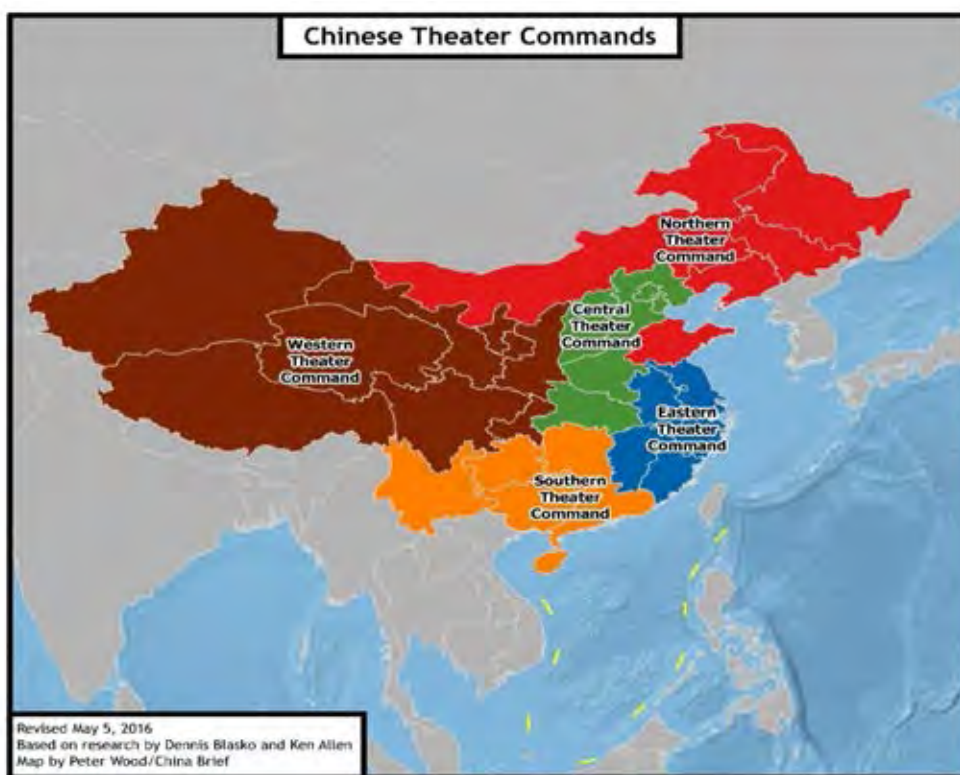 Chinese Theater Commands
Northern
Theater
Command
Central
Theater
Command
Western
Theater
Command
Eastern
Theater
Command
Southern
Theater
Command
Revised May 5, 2016
Based on research by Dennis Blasko and Ken Allen
Map by Peter Wood/China Brief